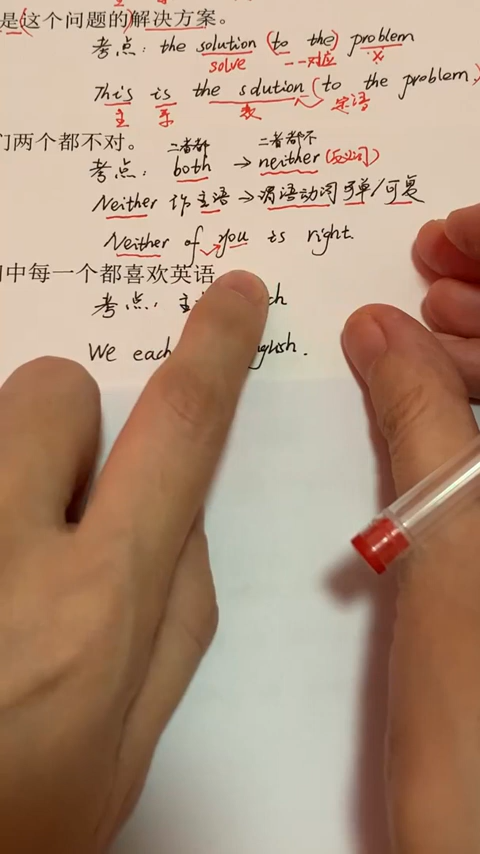 是(这个问题的)解决方案。
考点: the solution (to the) problem
solve 一一对应
This is the solution (to the problem)
主 系 表 定语
们两个都不对。
二者都 二者都不
考点: both → neither (反义词)
Neither 作主语 → 谓语动词可单/可复
Neither of you is right.
中每一个都喜欢英语
考点: 主
We each glish.